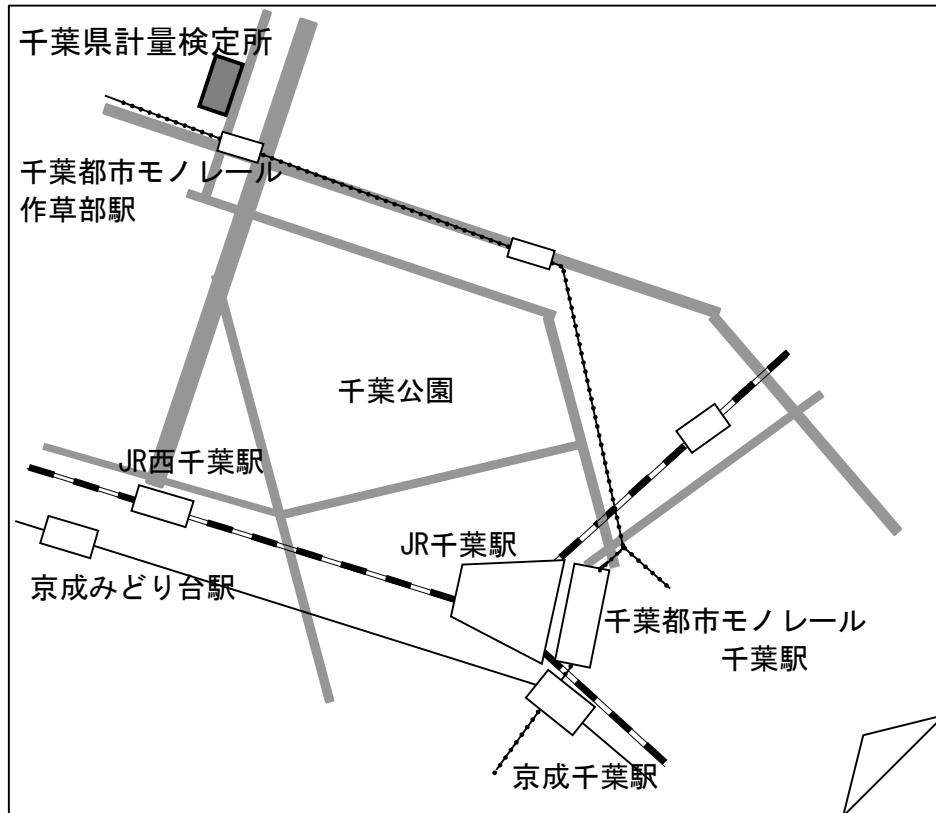 千葉県計量検定所
千葉都市モノレール
作草部駅
千葉公園
JR西千葉駅
JR千葉駅
京成みどり台駅
千葉都市モノレール
千葉駅
京成千葉駅